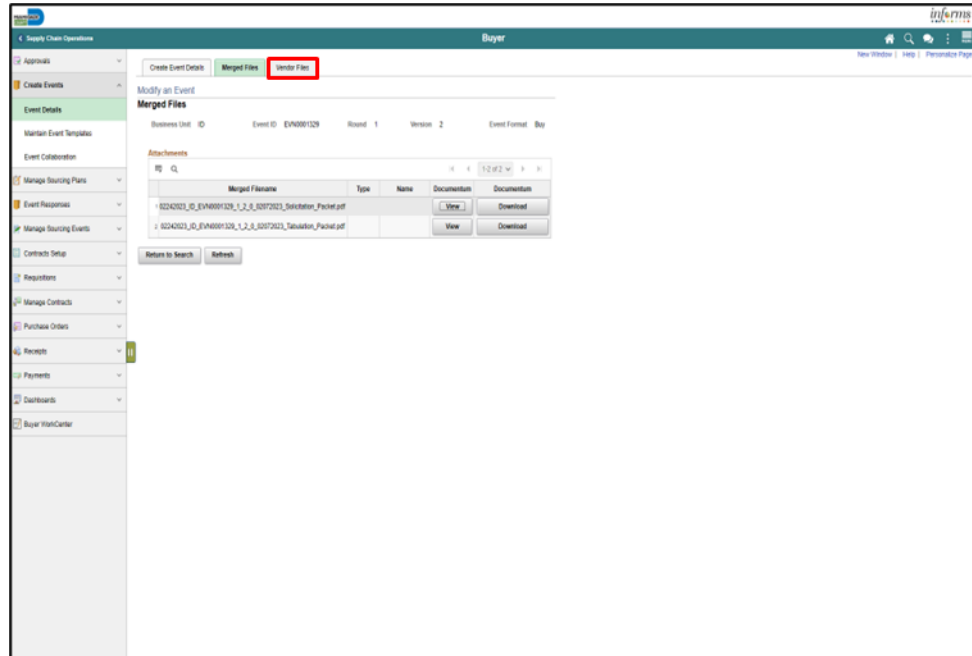 informs
Supply Chain Operations
Buyer
New Window | Help | Personalize Page
Approvals
Create Events
Event Details
Maintain Event Templates
Event Collaboration
Manage Sourcing Plans
Event Responses
Manage Sourcing Events
Contracts Setup
Requisitions
Manage Contracts
Purchase Orders
Receipts
Payments
Dashboards
Buyer WorkCenter
Create Event Details Merged Files Vendor Files
Modify an Event
Merged Files
Business Unit ID Event ID EVN0001329 Round 1 Version 2 Event Format Buy
Attachments
1-2 of 2
Merged Filename Type Name Documentum Documentum
1 02242023_ID_EVN0001329_1_2_0_02072023_Solicitation_Packet.pdf View Download
2 02242023_ID_EVN0001329_1_2_0_02072023_Tabulation_Packet.pdf View Download
Return to Search Refresh